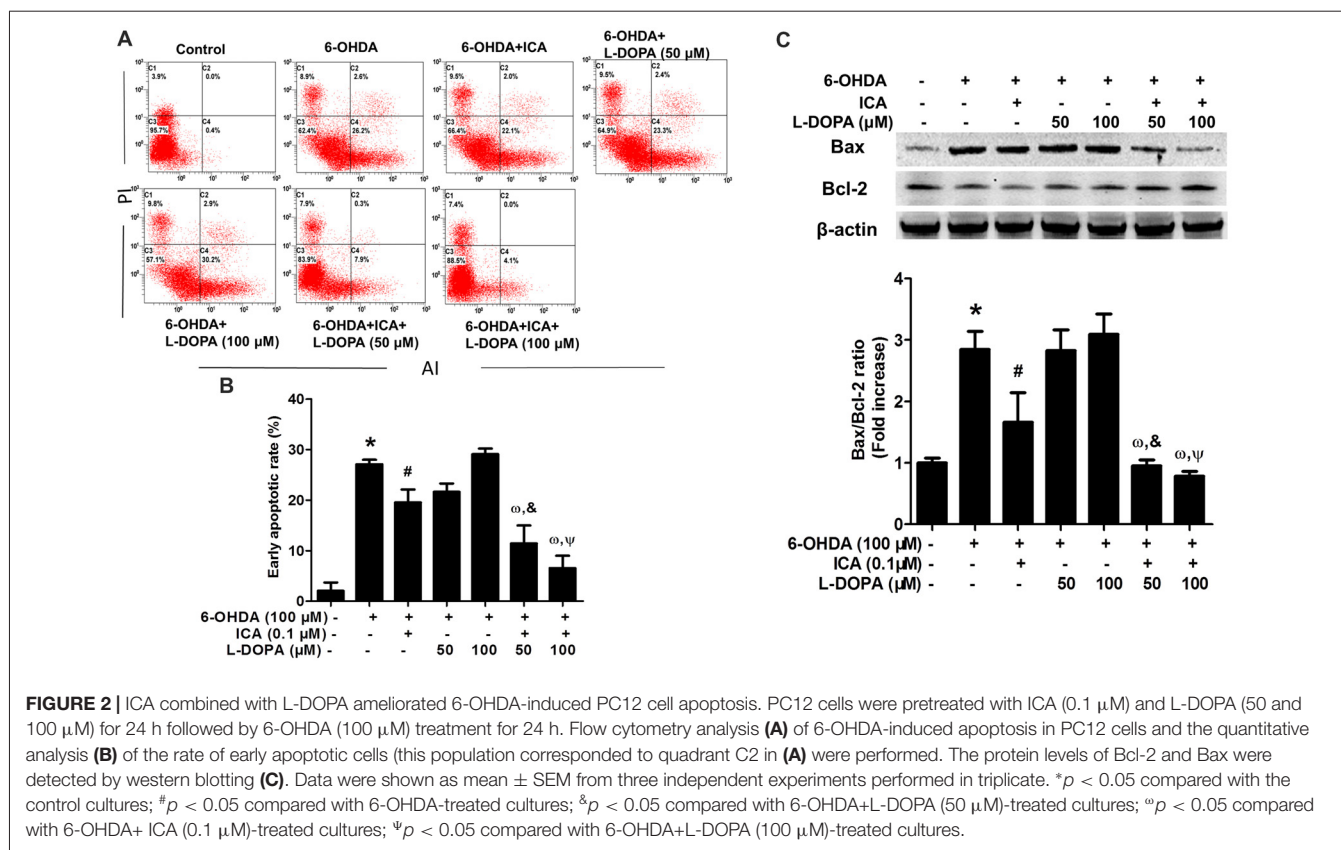 A
Control
6-OHDA
6-OHDA+ICA
6-OHDA+
L-DOPA (50 µM)
C1 C2
3.9% 0.0%
C3 C4
95.7% 0.4%
C1 C2
8.9% 2.6%
C3 C4
62.4% 26.2%
C1 C2
9.5% 2.0%
C3 C4
66.4% 22.1%
C1 C2
9.5% 2.4%
C3 C4
64.9% 23.3%
PI
C1 C2
9.8% 2.9%
C3 C4
57.1% 30.2%
C1 C2
7.9% 0.3%
C3 C4
83.9% 7.9%
C1 C2
7.4% 0.0%
C3 C4
88.5% 4.1%
6-OHDA+
L-DOPA (100 µM)
6-OHDA+ICA+
L-DOPA (50 µM)
6-OHDA+ICA+
L-DOPA (100 µM)
AI
B
Early apoptotic rate (%)
40
30
20
10
0
*
#
ω,&
ω,ψ
6-OHDA (100 µM) - + + + + + +
ICA (0.1 µM) - - + - - + +
L-DOPA (µM) - - - 50 100 50 100
C
6-OHDA - + + + + + +
ICA - - + - - + +
L-DOPA (µM) - - - 50 100 50 100
Bax
Bcl-2
β-actin
Bax/Bcl-2 ratio
(Fold increase)
4
3
2
1
0
*
#
ω,&
ω,ψ
6-OHDA (100 µM) - + + + + + +
ICA (0.1µM) - - + - - + +
L-DOPA (µM) - - - 50 100 50 100
FIGURE 2 | ICA combined with L-DOPA ameliorated 6-OHDA-induced PC12 cell apoptosis. PC12 cells were pretreated with ICA (0.1 µM) and L-DOPA (50 and
100 µM) for 24 h followed by 6-OHDA (100 µM) treatment for 24 h. Flow cytometry analysis (A) of 6-OHDA-induced apoptosis in PC12 cells and the quantitative
analysis (B) of the rate of early apoptotic cells (this population corresponded to quadrant C2 in (A) were performed. The protein levels of Bcl-2 and Bax were
detected by western blotting (C). Data were shown as mean ± SEM from three independent experiments performed in triplicate. *p < 0.05 compared with the
control cultures; #p < 0.05 compared with 6-OHDA-treated cultures; &p < 0.05 compared with 6-OHDA+L-DOPA (50 µM)-treated cultures; ωp < 0.05 compared
with 6-OHDA+ ICA (0.1 µM)-treated cultures; Ψp < 0.05 compared with 6-OHDA+L-DOPA (100 µM)-treated cultures.